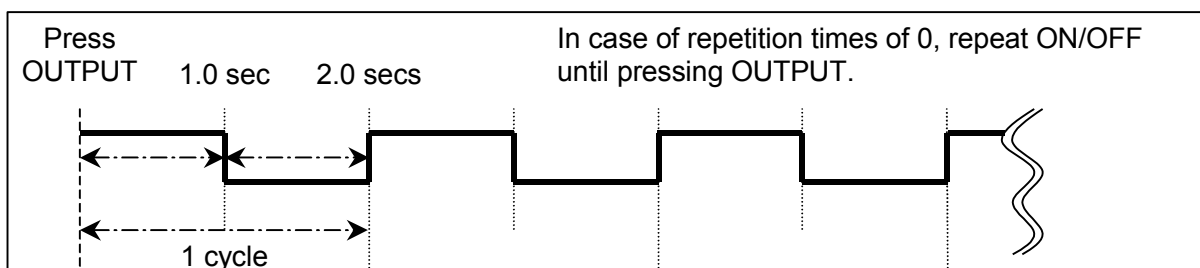 Press
OUTPUT
1.0 sec
2.0 secs
In case of repetition times of 0, repeat ON/OFF
until pressing OUTPUT.
1 cycle